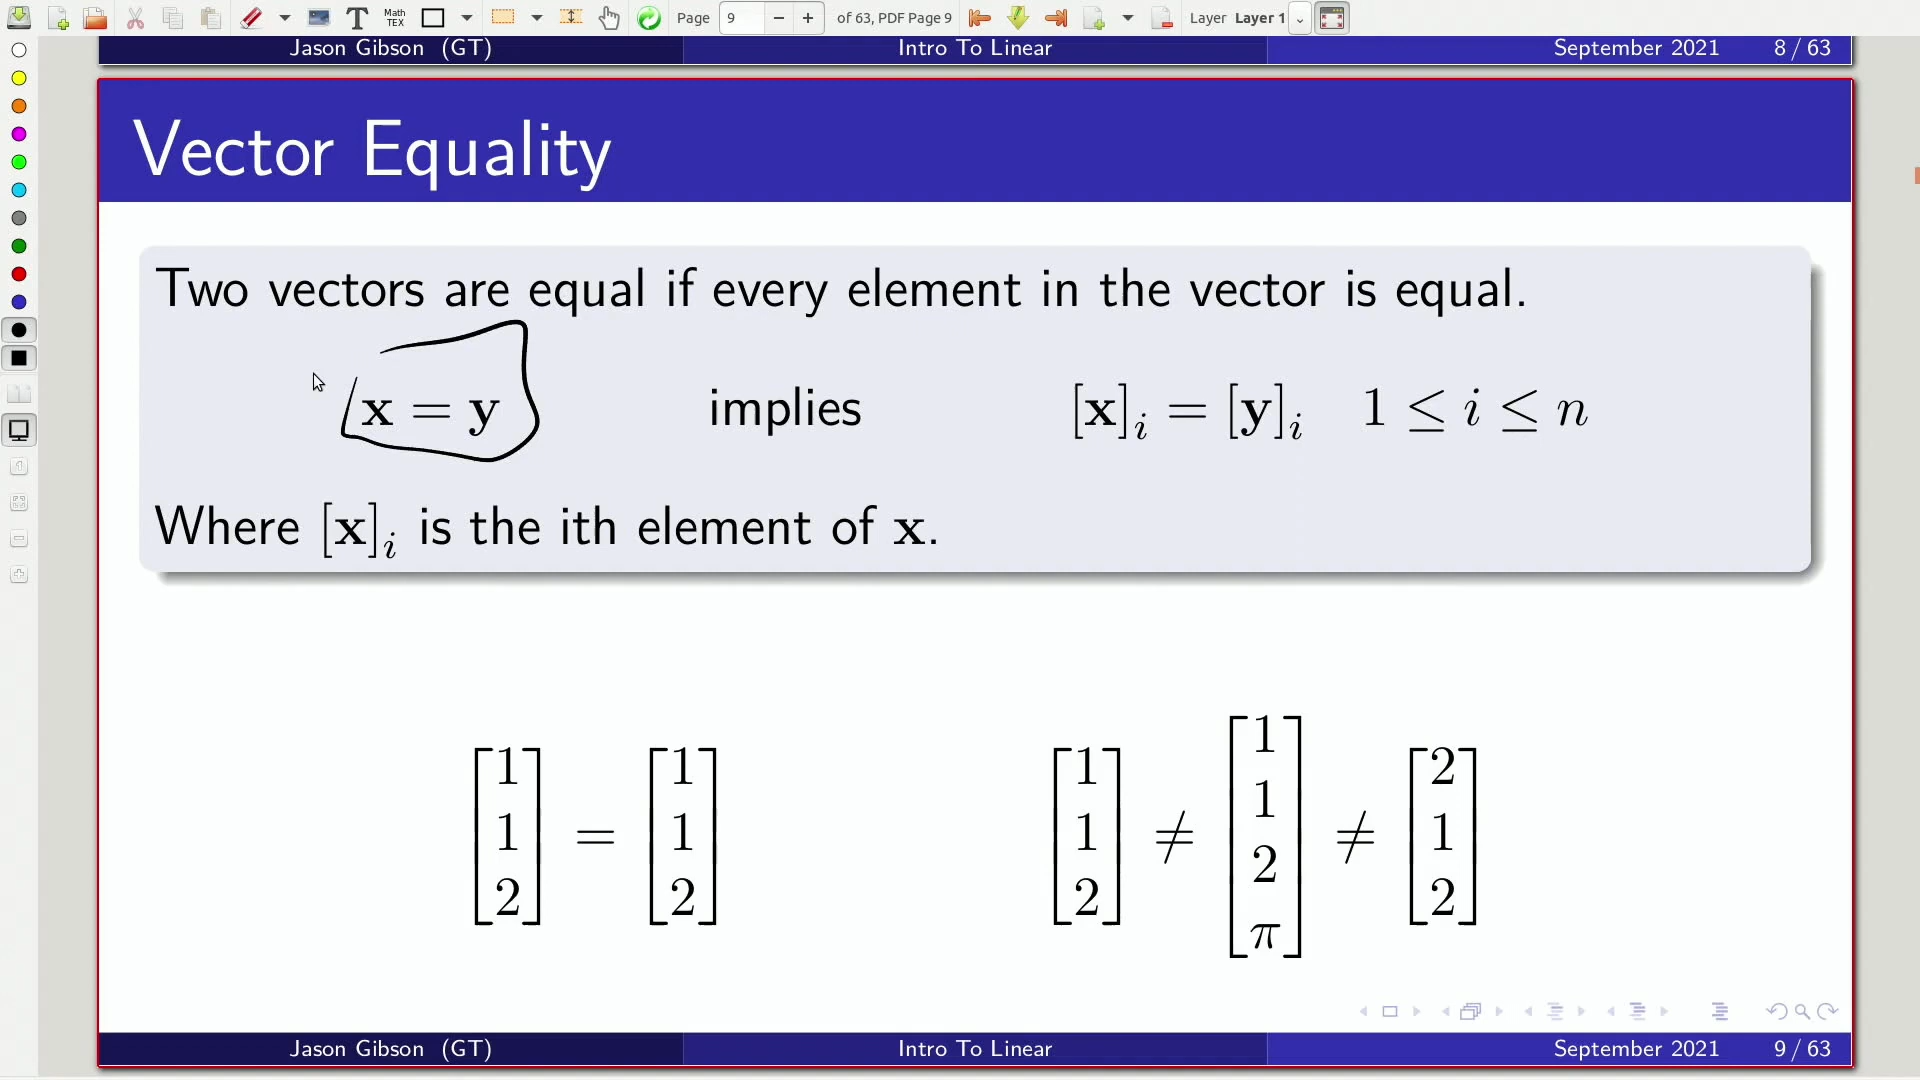 Math
TEX
Page 9 of 63, PDF Page 9 Layer Layer 1
Jason Gibson (GT) Intro To Linear September 2021 8 / 63
Vector Equality
Two vectors are equal if every element in the vector is equal.
x = y implies [x]_i = [y]_i 1 ≤ i ≤ n
Where [x]_i is the ith element of x.
[1 1 2] = [1 1 2] [1 1 2] ≠ [1 1 2 π] ≠ [2 1 2]
Jason Gibson (GT) Intro To Linear September 2021 9 / 63